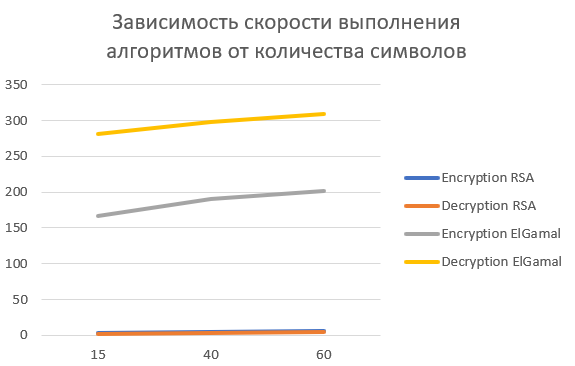 Зависимость скорости выполнения
алгоритмов от количества символов
350
300
250
200
150
100
50
0
15 40 60
Encryption RSA
Decryption RSA
Encryption ElGamal
Decryption ElGamal